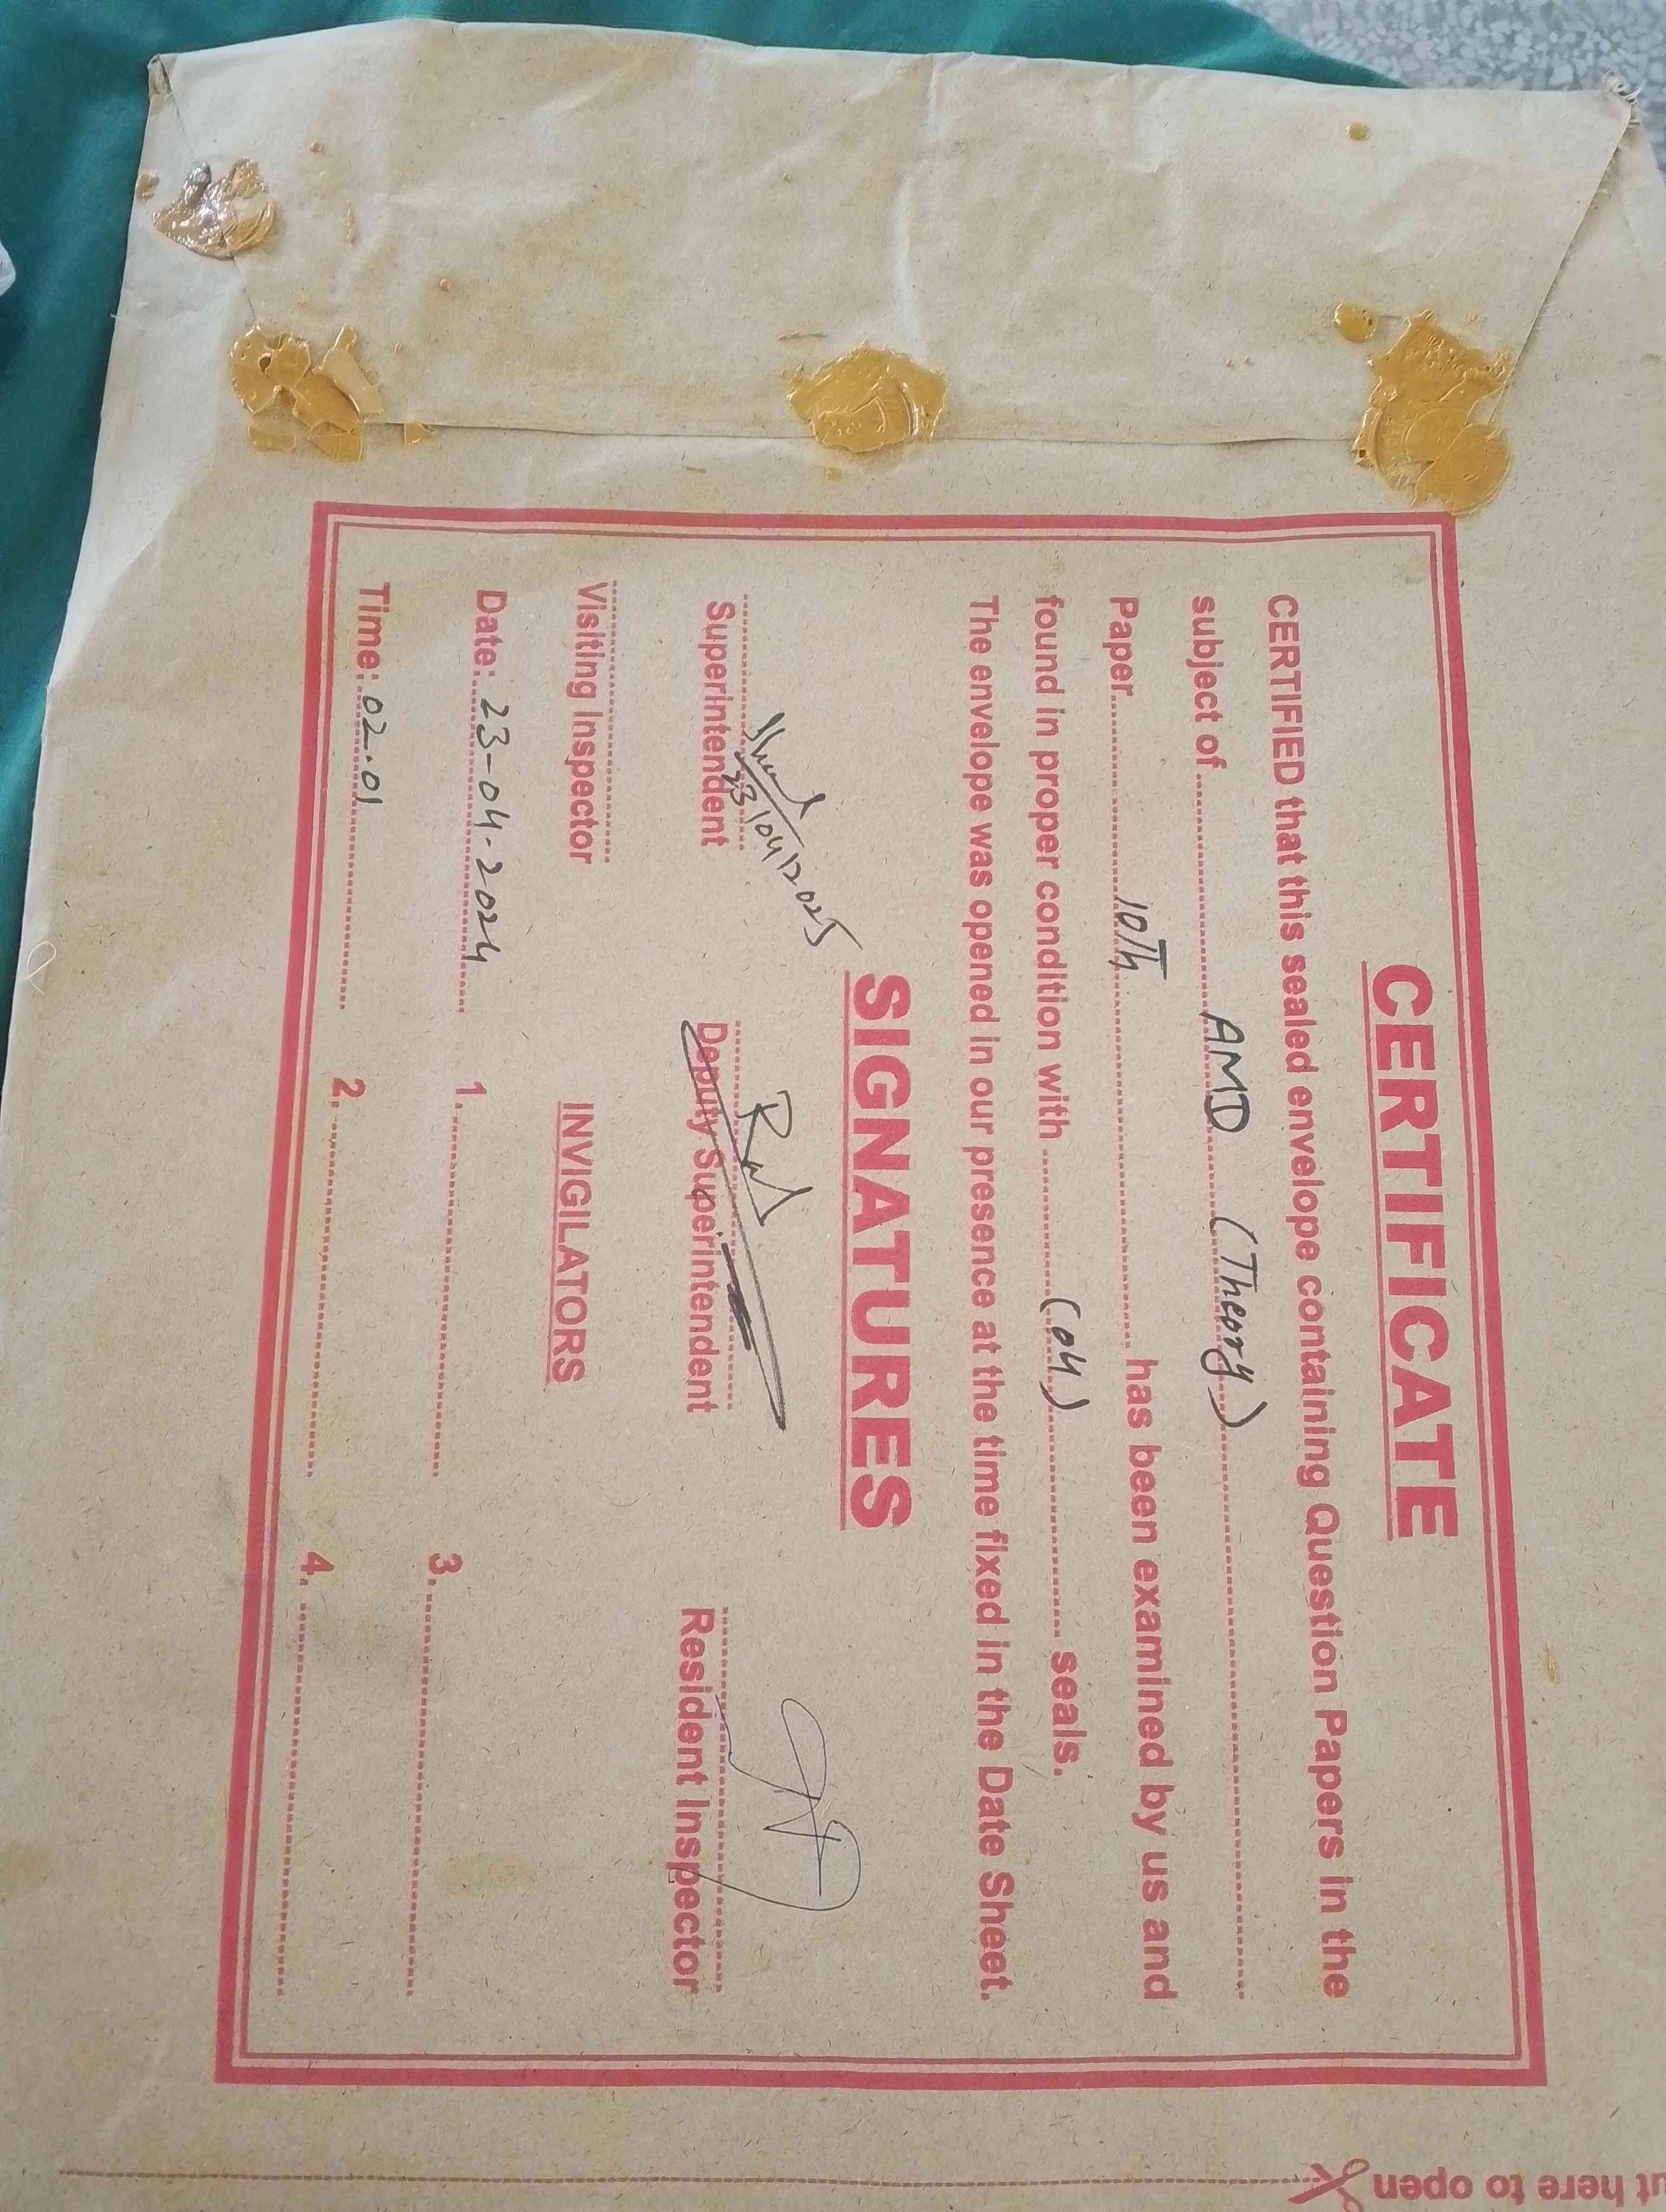 CERTIFICATE
CERTIFIED that this sealed envelope containing Question Papers in the
subject of AMD (Theory)
Paper 10Th has been examined by us and
found in proper condition with (04) seals.
The envelope was opened in our presence at the time fixed in the Date Sheet.
SIGNATURES
23/04/2025
Superintendent Deputy Superintendent Resident Inspector
Visiting Inspector INVIGILATORS
Date: 23-04-2024 1. 3.
Time: 02.01 2. 4.
ut here to open